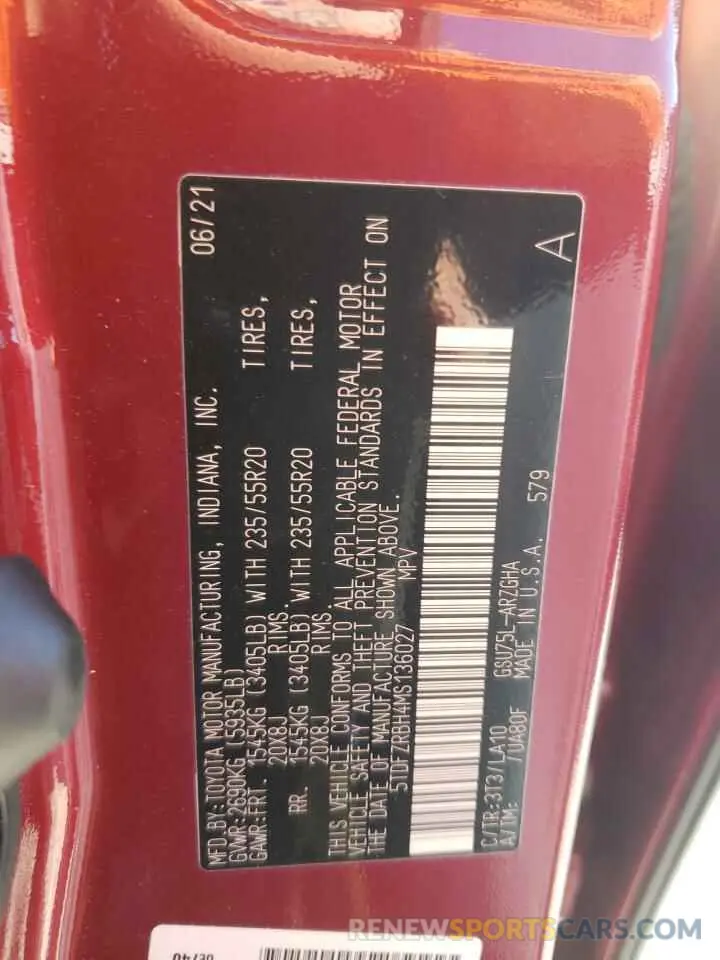 MFD.BY:TOYOTA MOTOR MANUFACTURING, INDIANA, INC. 06/21
GVWR:2690KG (5935LB)
GAWR:FRT. 1545KG (3405LB) WITH 235/55R20 TIRES,
20X8J RIMS.
RR. 1545KG (3405LB) WITH 235/55R20 TIRES,
20X8J RIMS.
THIS VEHICLE CONFORMS TO ALL APPLICABLE FEDERAL MOTOR
VEHICLE SAFETY AND THEFT PREVENTION STANDARDS IN EFFECT ON
THE DATE OF MANUFACTURE SHOWN ABOVE.
5TDFZRBH4MS136027 MPV
C/TR:3T3/LA10 GSU75L-ARZGHA
A/TM: /UA80F MADE IN U.S.A. 579 A
RENEWSPORTSCAR.COM